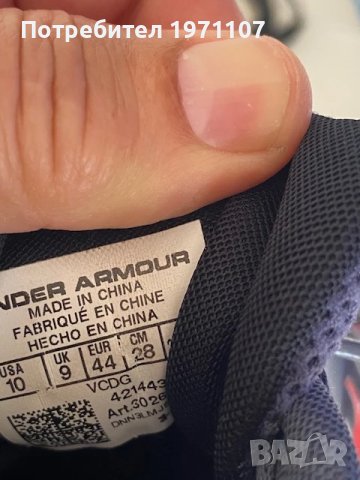 Потребител 1971107
NDER ARMOUR
MADE IN CHINA
FABRIQUÉ EN CHINE
HECHO EN CHINA
USA UK EUR CM
10 9 44 28
VCDG
421443
Art.
BAZAR